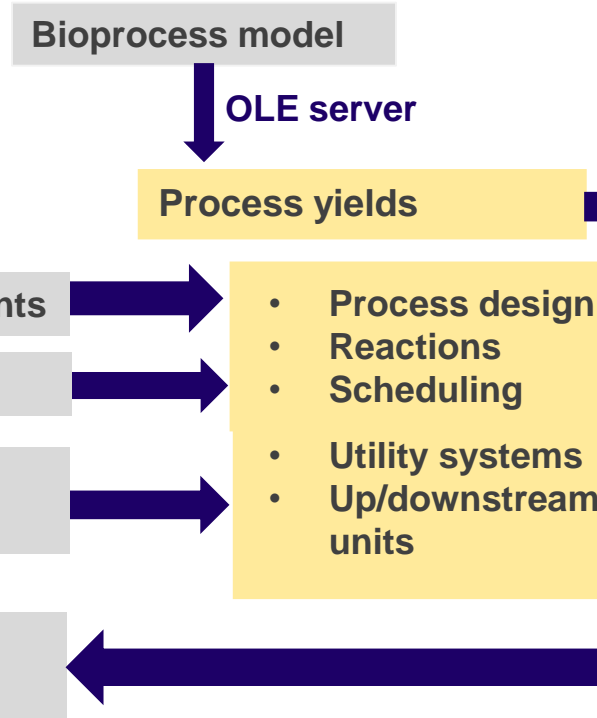 Bioprocess model
OLE server
Process yields
nts
• Process design
• Reactions
• Scheduling
• Utility systems
• Up/downstream
units